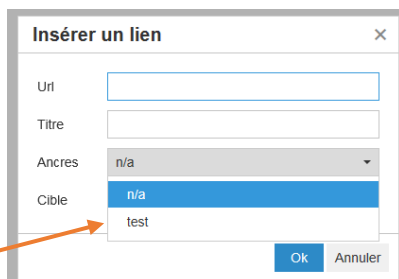 Insérer un lien ×
Url
Titre
Ancres n/a
Cible n/a
test
Ok Annuler